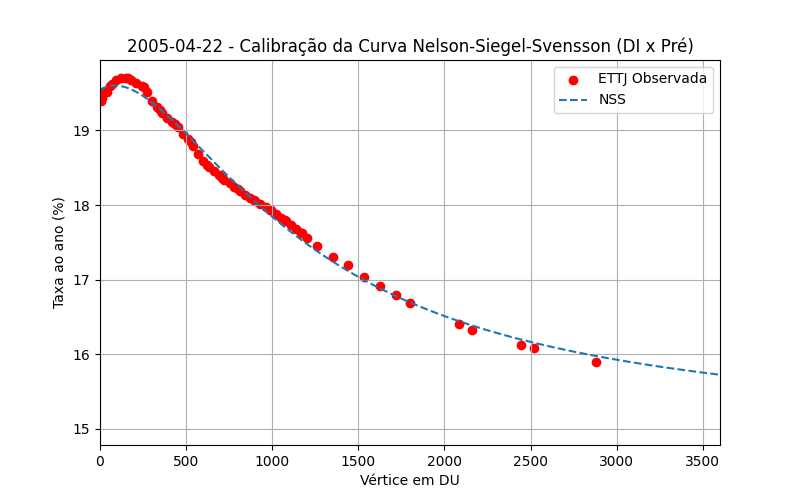 2005-04-22 - Calibração da Curva Nelson-Siegel-Svensson (DI x Pré)
ETTJ Observada
NSS
Taxa ao ano (%)
19
18
17
16
15
0 500 1000 1500 2000 2500 3000 3500
Vértice em DU